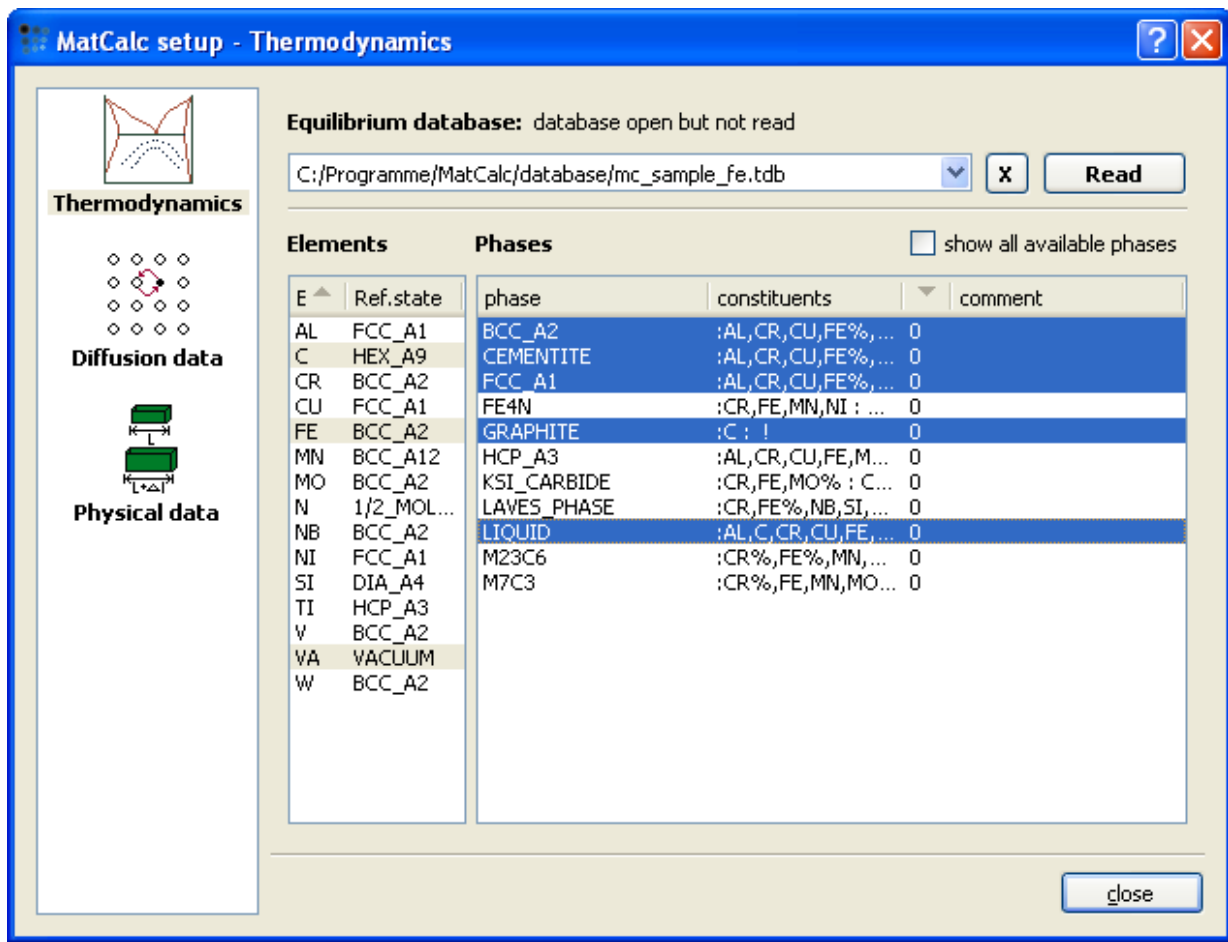 MatCalc setup - Thermodynamics
Thermodynamics
Diffusion data
L
L+Δl
Physical data
Equilibrium database: database open but not read
C:/Programme/MatCalc/database/mc_sample_fe.tdb x Read
Elements Phases show all available phases
E Ref.state phase constituents comment
AL FCC_A1 BCC_A2 :AL,CR,CU,FE%,... 0
C HEX_A9 CEMENTITE :AL,CR,CU,FE%,... 0
CR BCC_A2 FCC_A1 :AL,CR,CU,FE%,... 0
CU FCC_A1 FE4N :CR,FE,MN,NI : ... 0
FE BCC_A2 GRAPHITE :C : ! 0
MN BCC_A12 HCP_A3 :AL,CR,CU,FE,M... 0
MO BCC_A2 KSI_CARBIDE :CR,FE,MO% : C... 0
N 1/2_MOL... LAVES_PHASE :CR,FE%,NB,SI,... 0
NB BCC_A2 LIQUID :AL,C,CR,CU,FE,... 0
NI FCC_A1 M23C6 :CR%,FE%,MN,... 0
SI DIA_A4 M7C3 :CR%,FE,MN,MO... 0
TI HCP_A3
V BCC_A2
VA VACUUM
W BCC_A2
close